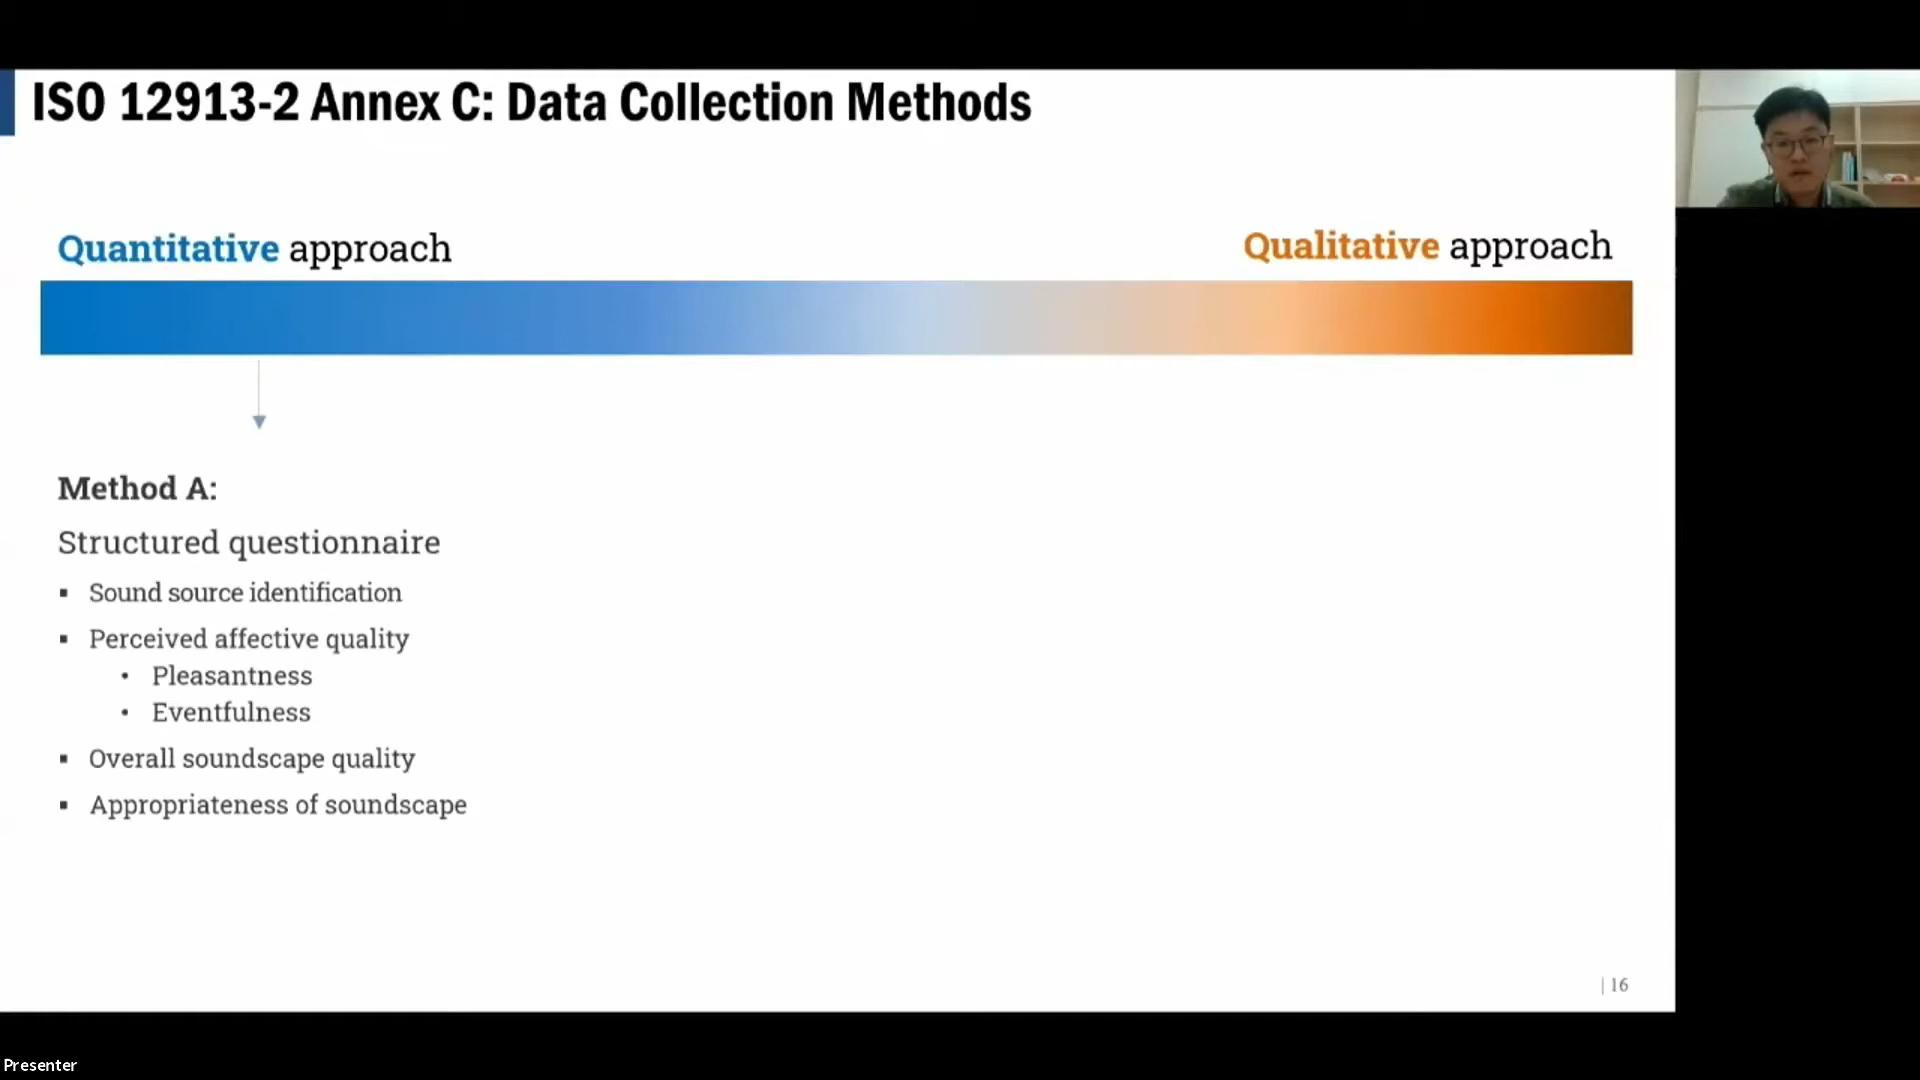 ISO 12913-2 Annex C: Data Collection Methods
Quantitative approach
Qualitative approach
Method A:
Structured questionnaire
▪ Sound source identification
▪ Perceived affective quality
• Pleasantness
• Eventfulness
▪ Overall soundscape quality
▪ Appropriateness of soundscape
| 16
Presenter